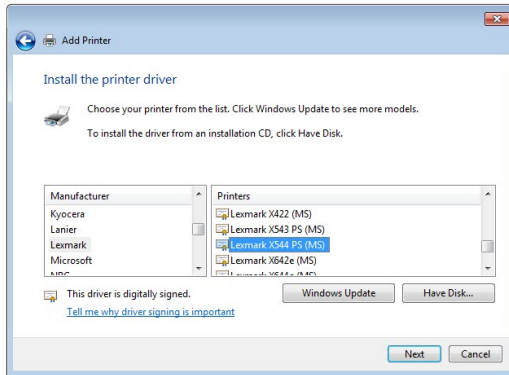 Add Printer
Install the printer driver
Choose your printer from the list. Click Windows Update to see more models.
To install the driver from an installation CD, click Have Disk.
Manufacturer
Kyocera
Lanier
Lexmark
Microsoft
Printers
Lexmark X422 (MS)
Lexmark X543 PS (MS)
Lexmark X544 PS (MS)
Lexmark X642e (MS)
This driver is digitally signed.
Tell me why driver signing is important
Windows Update
Have Disk...
Next
Cancel